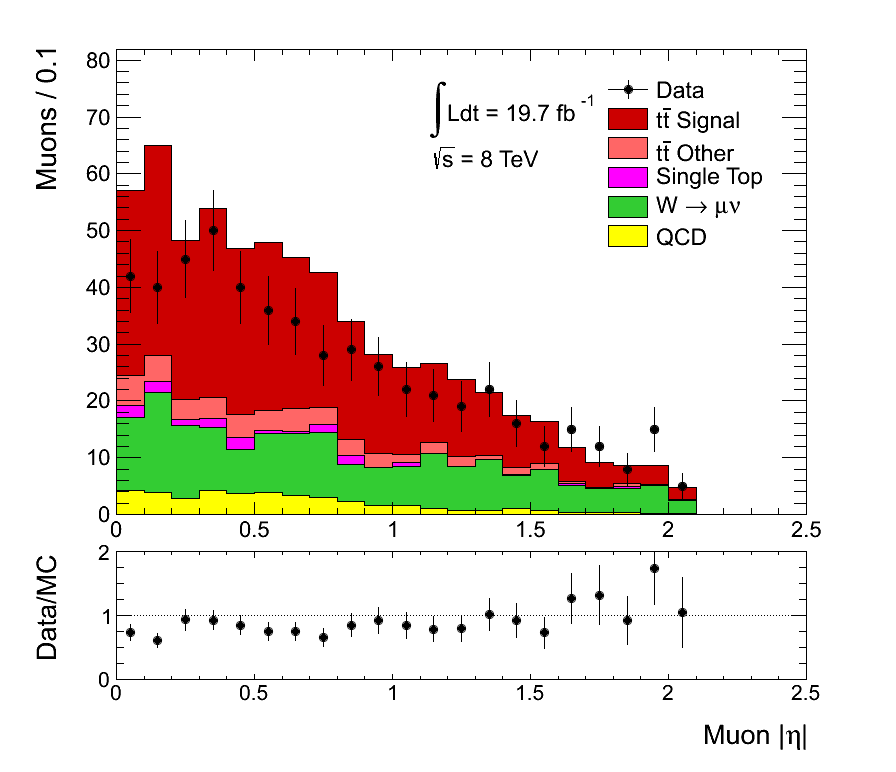 Muons / 0.1
80
70
60
50
40
30
20
10
0
∫Ldt = 19.7 fb⁻¹
√s = 8 TeV
Data
tt̄ Signal
tt̄ Other
Single Top
W → μν
QCD
0 0.5 1 1.5 2 2.5
Data/MC
2
1
0
0 0.5 1 1.5 2 2.5
Muon |η|